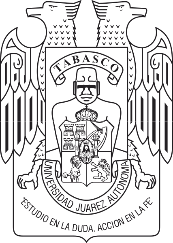 TABASCO
UNIVERSIDAD JUAREZ AUTONOMA
"ESTUDIO EN LA DUDA. ACCION EN LA FE"